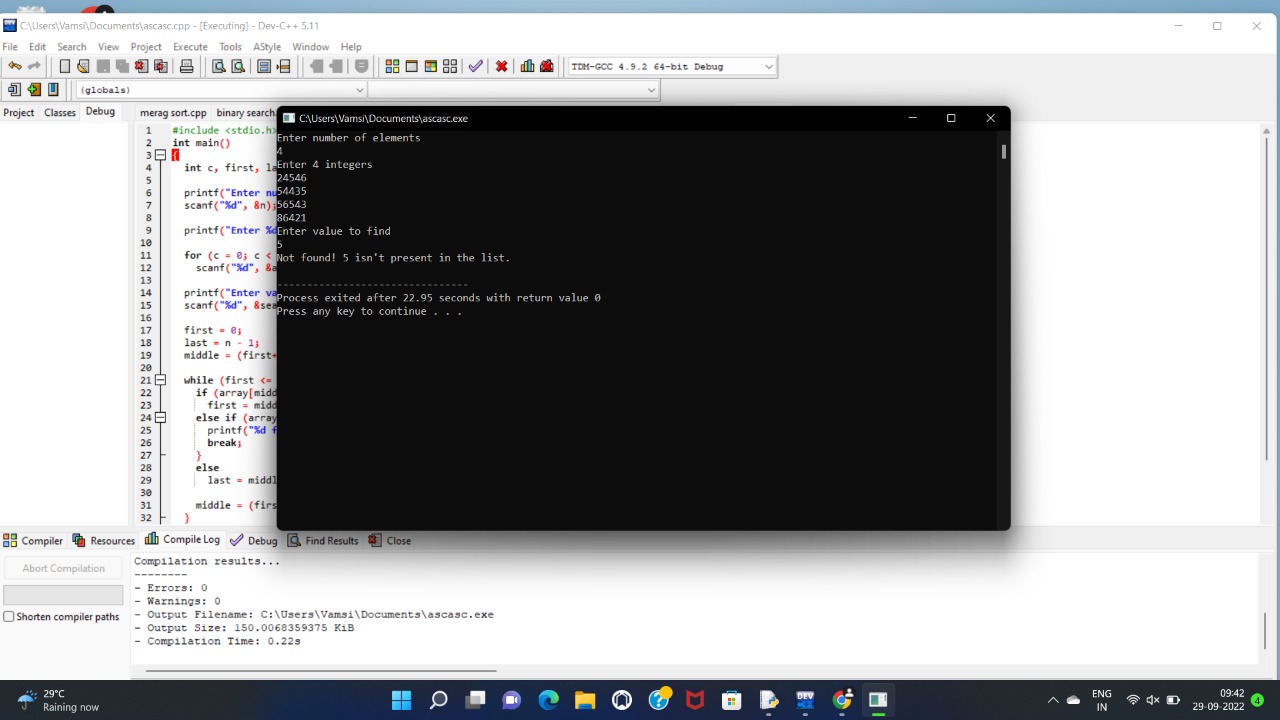 C:\Users\Vamsi\Documents\ascasc.cpp - [Executing] - Dev-C++ 5.11
File Edit Search View Project Execute Tools AStyle Window Help
TDM-GCC 4.9.2 64-bit Debug
(globals)
Project Classes Debug
merag sort.cpp binary search.
1 #include <stdio.h>
2 int main()
3 {
4 int c, first, la
5
6 printf("Enter nu
7 scanf("%d", &n);
8
9 printf("Enter %d
10
11 for (c = 0; c <
12 scanf("%d", &a
13
14 printf("Enter va
15 scanf("%d", &sea
16
17 first = 0;
18 last = n - 1;
19 middle = (first+
20
21 while (first <=
22 if (array[midd
23 first = midd
24 else if (array
25 printf("%d f
26 break;
27 }
28 else
29 last = middl
30
31 middle = (firs
32 }
C:\Users\Vamsi\Documents\ascasc.exe
Enter number of elements
4
Enter 4 integers
24546
54435
56543
86421
Enter value to find
5
Not found! 5 isn't present in the list.
--------------------------------
Process exited after 22.95 seconds with return value 0
Press any key to continue . . .
Compiler Resources Compile Log Debug Find Results Close
Abort Compilation
Shorten compiler paths
Compilation results...
--------
- Errors: 0
- Warnings: 0
- Output Filename: C:\Users\Vamsi\Documents\ascasc.exe
- Output Size: 150.0068359375 KiB
- Compilation Time: 0.22s
29°C
Raining now
DEV
ENG
IN
09:42
29-09-2022
4